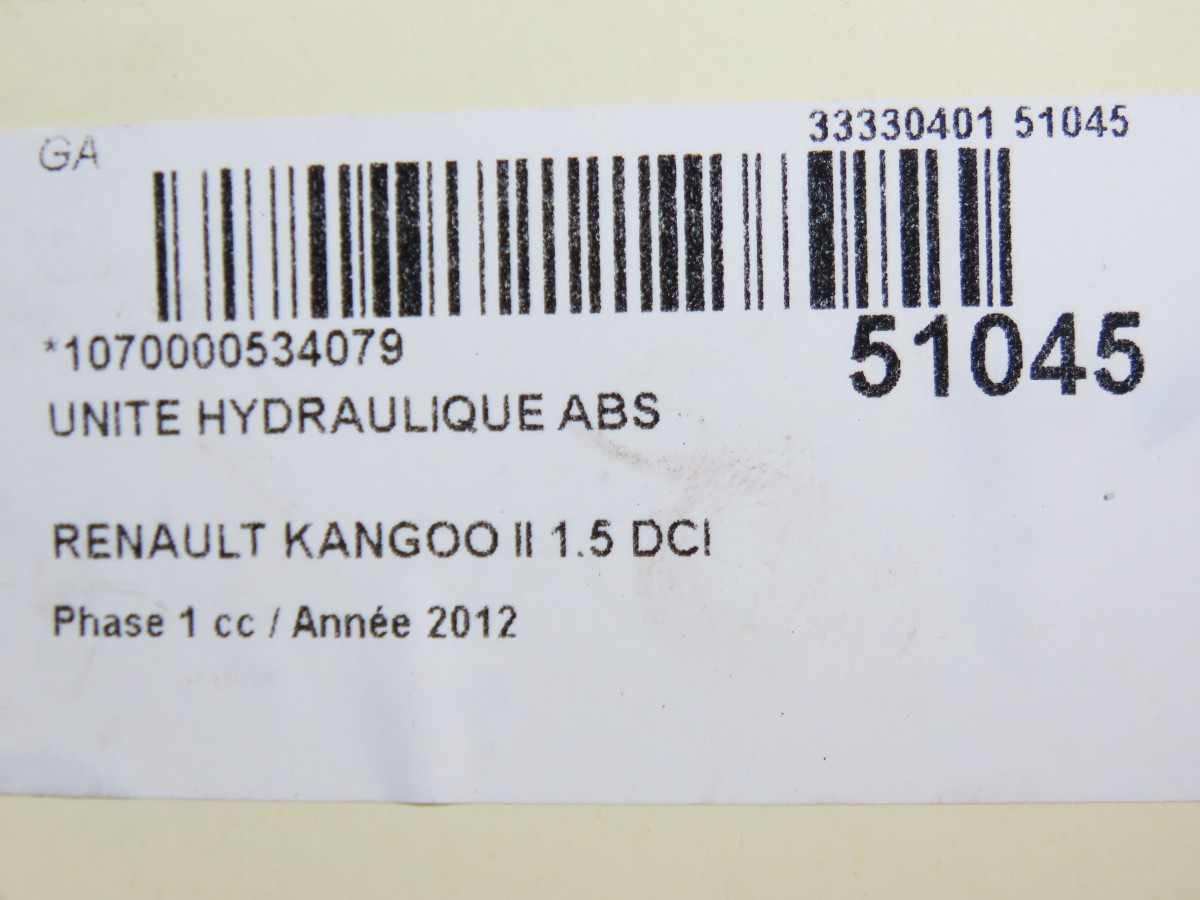 GA
33330401 51045
*1070000534079
51045
UNITE HYDRAULIQUE ABS
RENAULT KANGOO II 1.5 DCI
Phase 1 cc / Année 2012